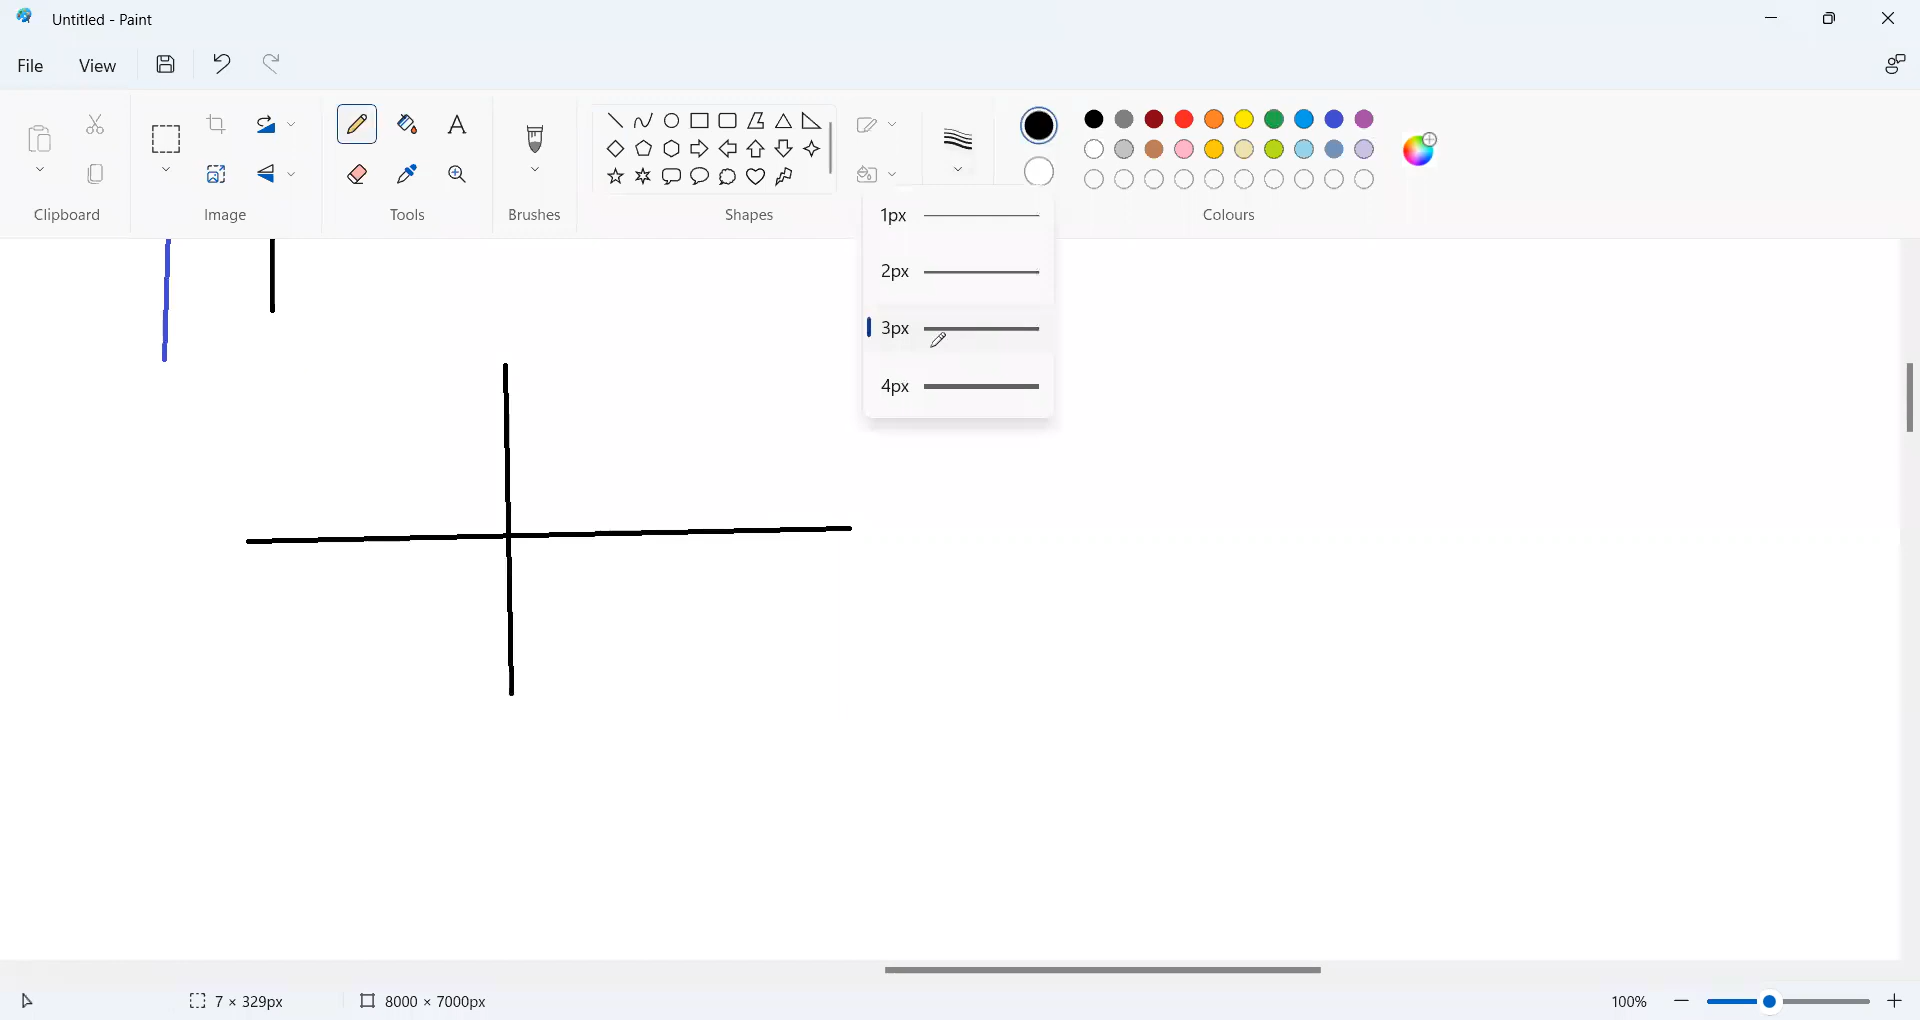 Untitled - Paint
File View
Clipboard Image Tools Brushes Shapes Colours
1px
2px
3px
4px
7 × 329px 8000 × 7000px 100%